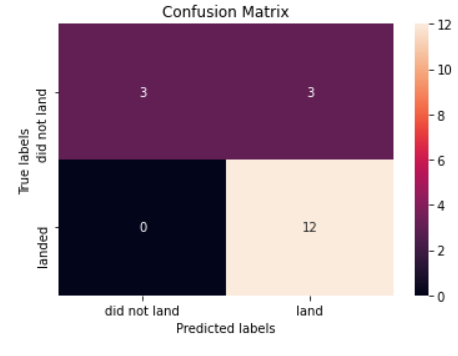 Confusion Matrix
True labels
did not land
landed
3
3
0
12
did not land
land
Predicted labels
12
10
8
6
4
2
0